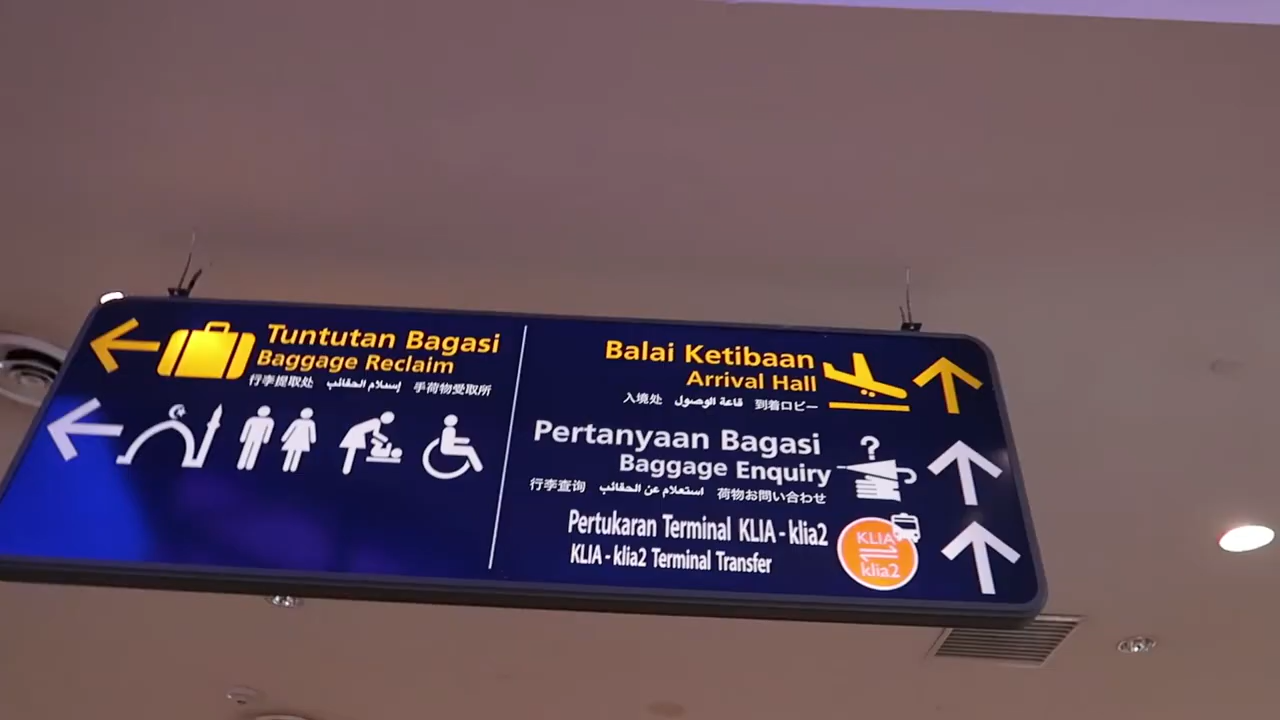 Tuntutan Bagasi
Baggage Reclaim
行李提取处 إستلام الحقائب 手荷物受取所
Balai Ketibaan
Arrival Hall
入境处 قاعة الوصول 到着ロビー
Pertanyaan Bagasi
Baggage Enquiry
?
行李查询 استعلام عن الحقائب 荷物お問い合わせ
Pertukaran Terminal KLIA - klia2
KLIA - klia2 Terminal Transfer
KLIA
klia2